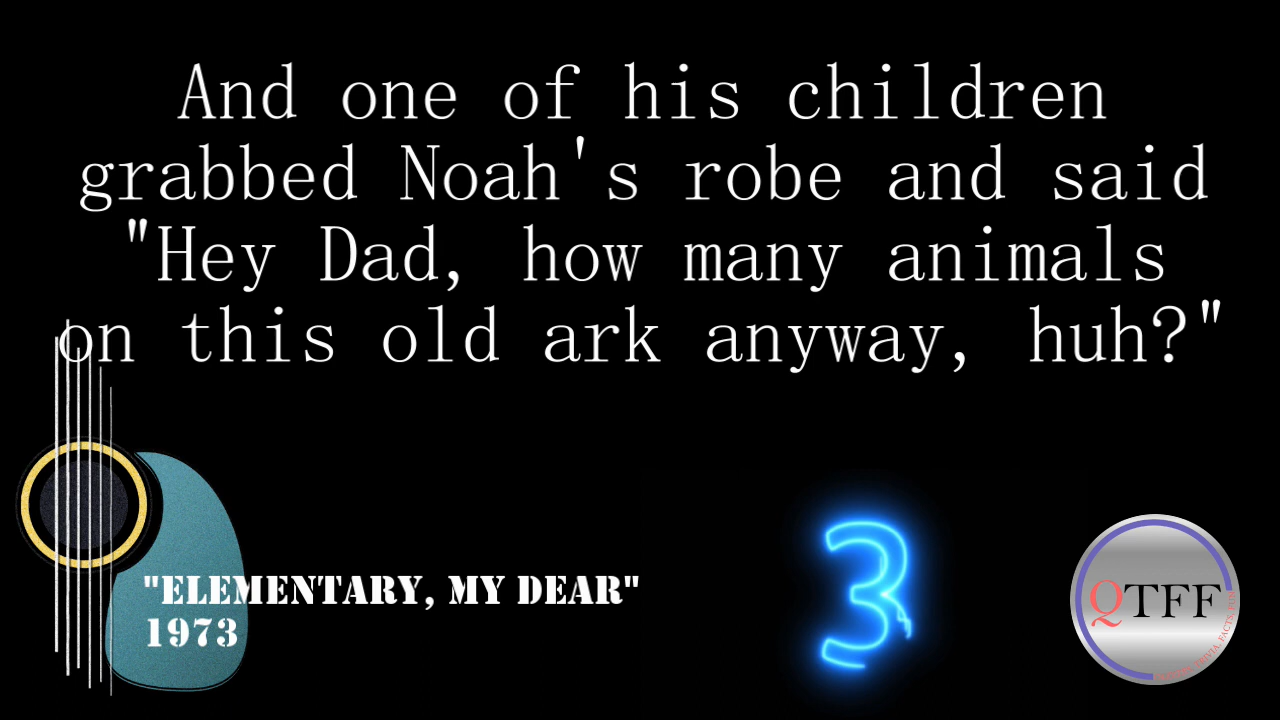 And one of his children
grabbed Noah's robe and said
"Hey Dad, how many animals
on this old ark anyway, huh?"
"ELEMENTARY, MY DEAR"
1973
3
QTFF